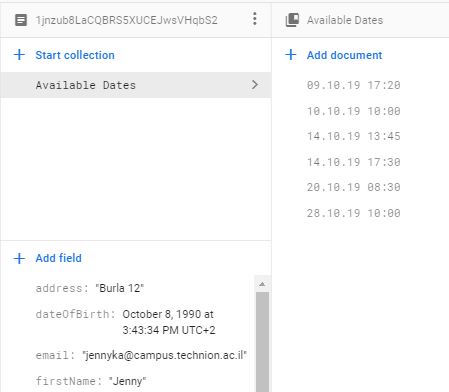 1jnzub8LaCQBRS5XUCEJwsVHqbS2
Available Dates
+ Start collection
+ Add document
Available Dates
09.10.19 17:20
10.10.19 10:00
14.10.19 13:45
14.10.19 17:30
20.10.19 08:30
28.10.19 10:00
+ Add field
address: "Burla 12"
dateOfBirth: October 8, 1990 at
3:43:34 PM UTC+2
email: "jennyka@campus.technion.ac.il"
firstName: "Jenny"